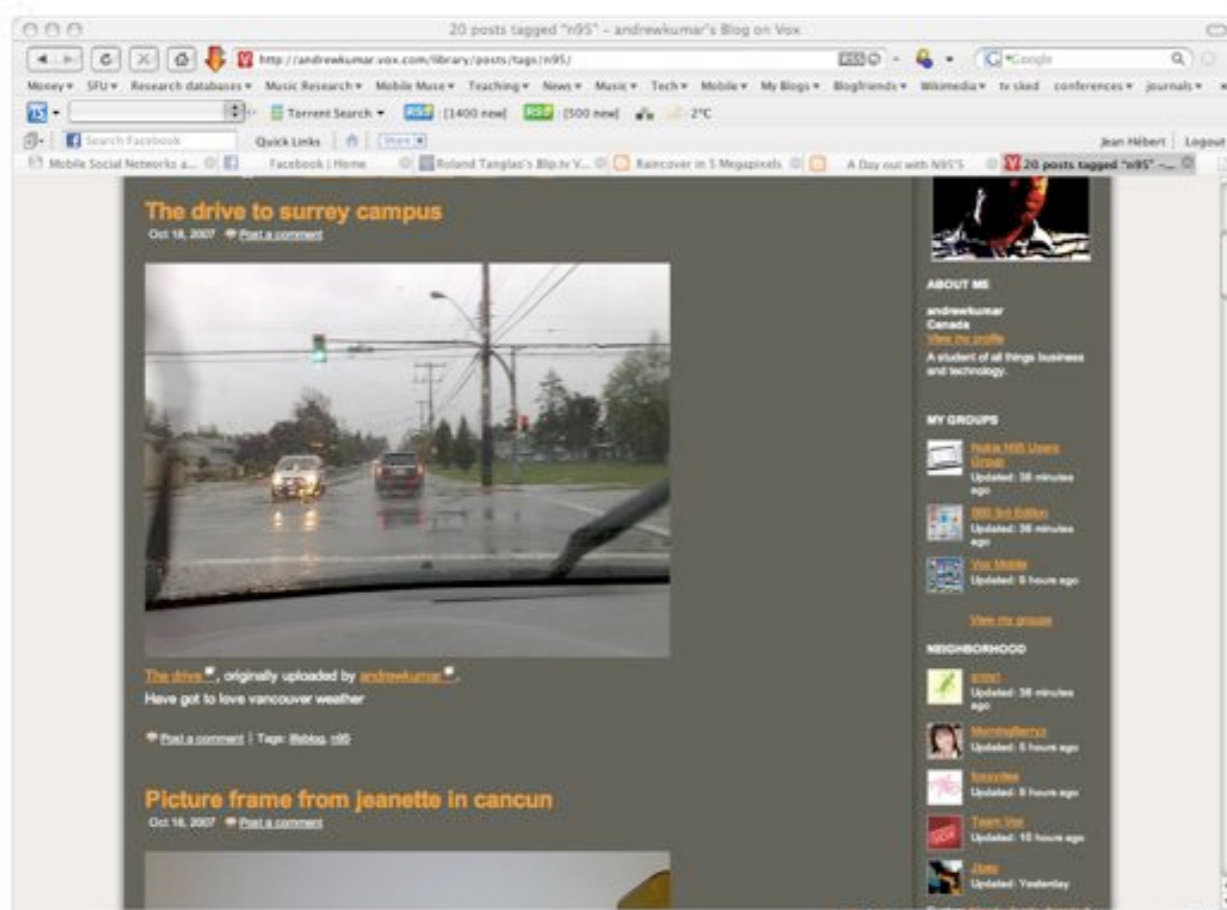 20 posts tagged "n95" – andrewkumar's Blog on Vox
http://andrewkumar.vox.com/library/posts/tags/n95/
Google
Money SFU Research databases Music Research Mobile Muse Teaching News Music Tech Mobile My Blogs Blogfriends Wikimedia tv sked conferences journals
Torrent Search RSS [1400 new] RSS [500 new] 2°C
Search Facebook Quick Links Share Jean Hébert Logout
Mobile Social Networks a... Facebook | Home Roland Tanglao's Blip.tv V... Raincover in 5 Megapixels A Day out with N95'S 20 posts tagged "n95" –...
The drive to surrey campus
Oct 18, 2007 Post a comment
The drive , originally uploaded by andrewkumar .
Have got to love vancouver weather
Post a comment | Tags: lifeblog, n95
Picture frame from jeanette in cancun
Oct 16, 2007 Post a comment
ABOUT ME
andrewkumar
Canada
View my profile
A student of all things business
and technology.
MY GROUPS
Nokia N95 Users
Group
Updated: 36 minutes
ago
3rd Edition
Updated: 36 minutes
ago
Vox Mobile
Updated: hours ago
View my groups
NEIGHBORHOOD
Updated: 36 minutes
ago
Updated: 5 hours ago
Updated: hours ago
Team Vox
Updated: 10 hours ago
Updated: Yesterday